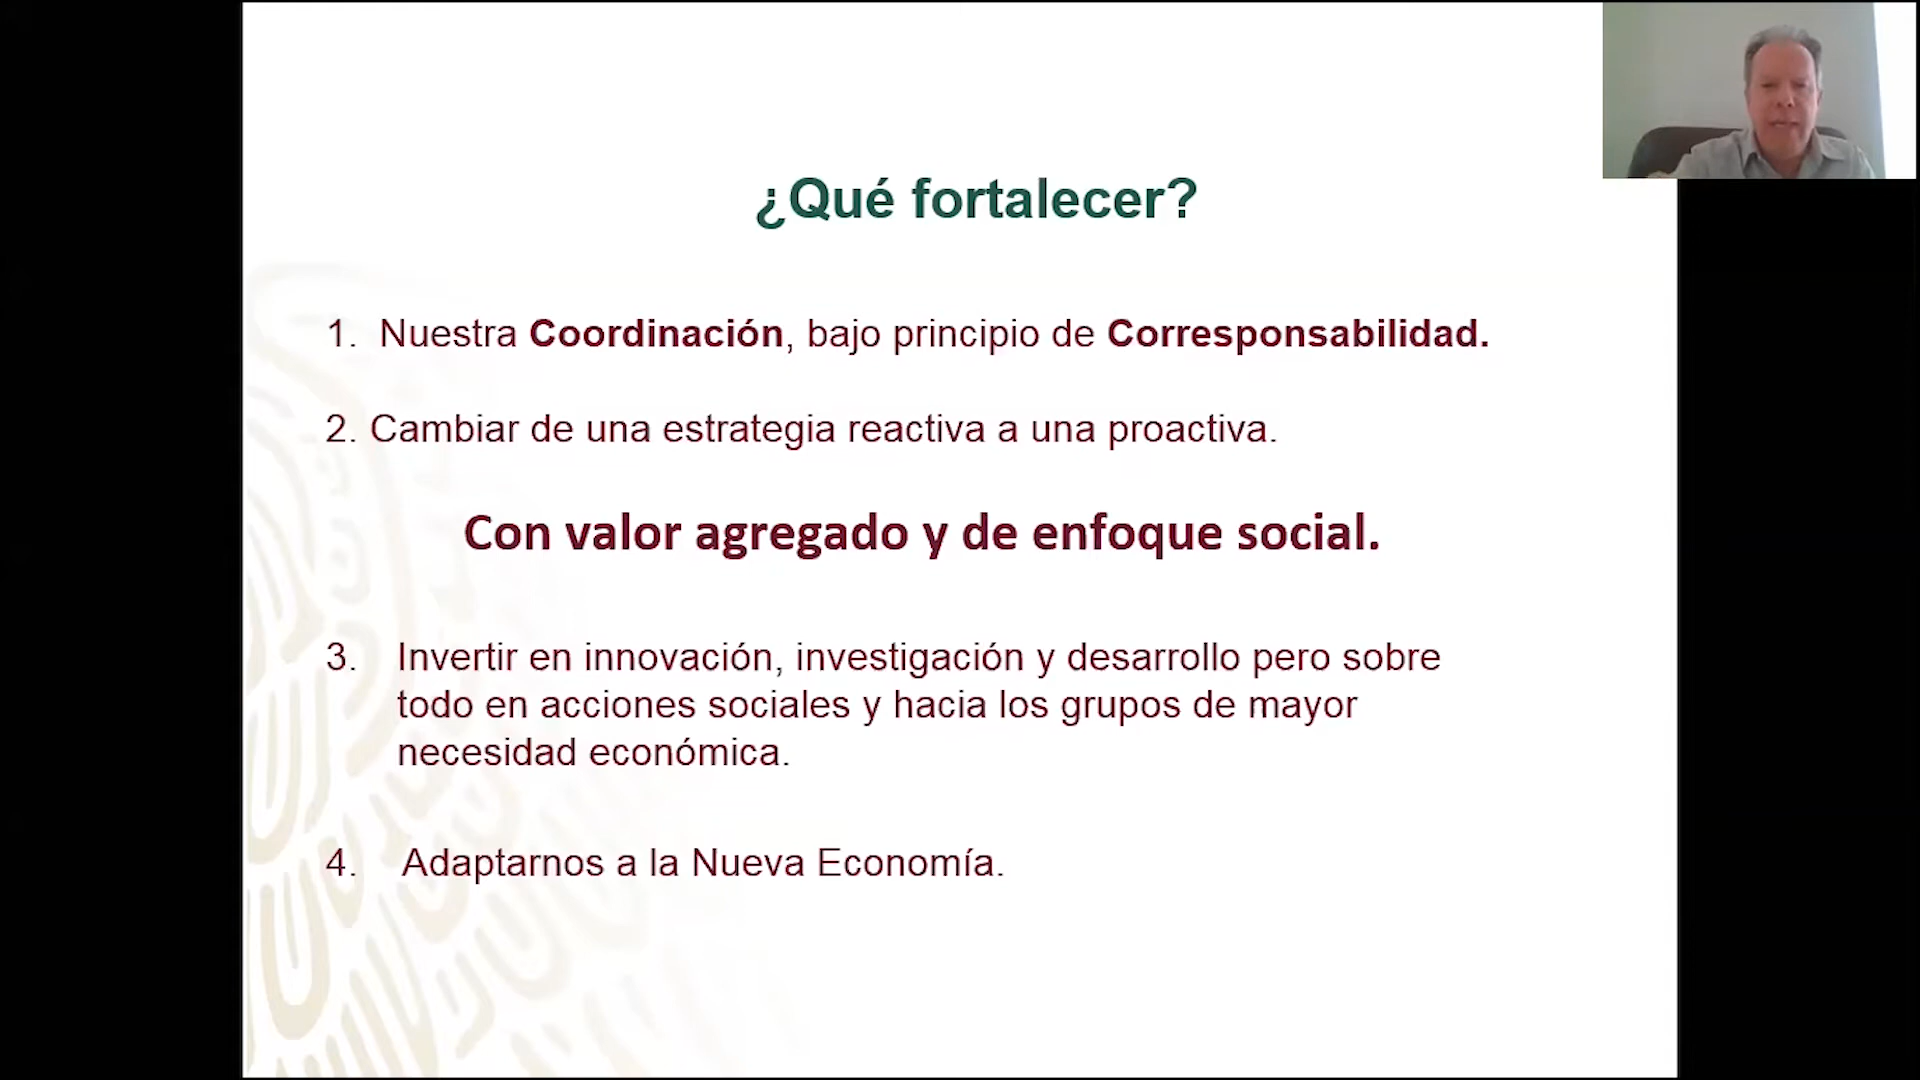 ¿Qué fortalecer?
1. Nuestra Coordinación, bajo principio de Corresponsabilidad.
2. Cambiar de una estrategia reactiva a una proactiva.
Con valor agregado y de enfoque social.
3. Invertir en innovación, investigación y desarrollo pero sobre
todo en acciones sociales y hacia los grupos de mayor
necesidad económica.
4. Adaptarnos a la Nueva Economía.